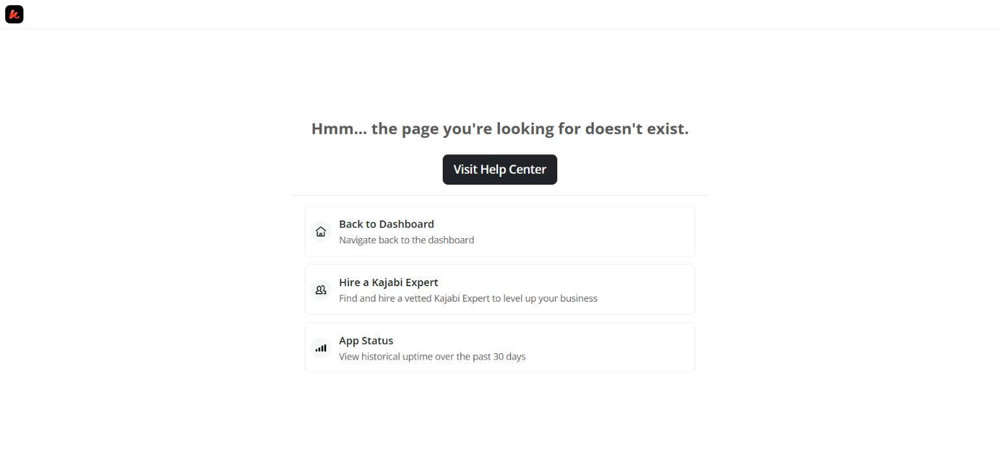 Hmm... the page you're looking for doesn't exist.
Visit Help Center
Back to Dashboard
Navigate back to the dashboard
Hire a Kajabi Expert
Find and hire a vetted Kajabi Expert to level up your business
App Status
View historical uptime over the past 30 days